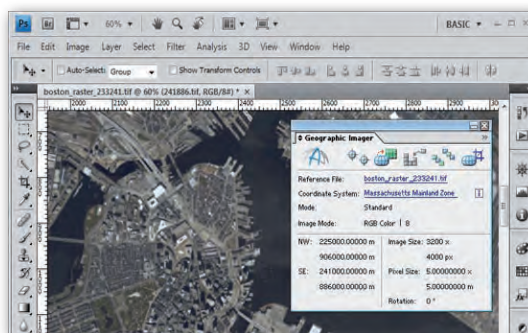 Ps Br 60% BASIC
File Edit Image Layer Select Filter Analysis 3D View Window Help
Auto-Select: Group Show Transform Controls
boston_raster_233241.tif @ 60% (241886.tif, RGB/8#) * ×
2000 2100 2200 2300 2400 2500 2600 2700 2800 2900 30
Geographic Imager
Reference File: boston_raster_233241.tif
Coordinate System: Massachusetts Mainland Zone
Mode: Standard
Image Mode: RGB Color | 8
NW: 225000.00000 m Image Size: 3200 x
906000.00000 m 4000 px
SE: 241000.00000 m Pixel Size: 5.00000000 x
886000.00000 m 5.00000000 m
Rotation: 0 °